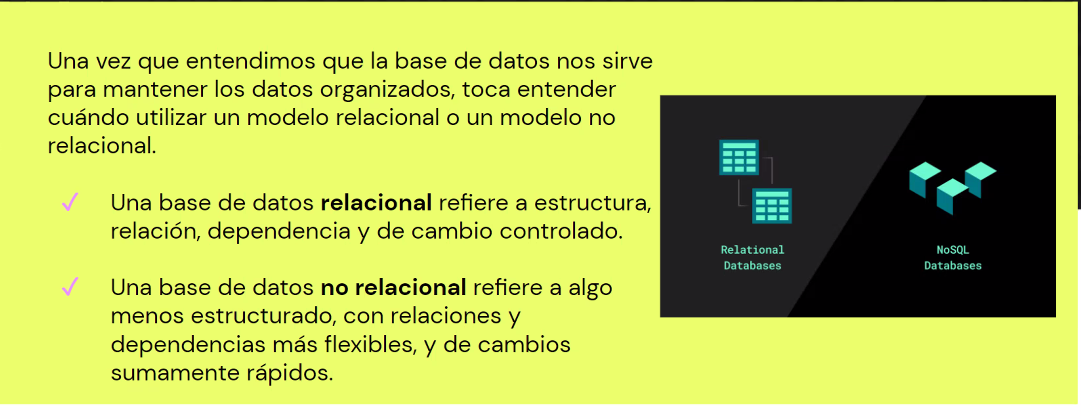 Una vez que entendimos que la base de datos nos sirve
para mantener los datos organizados, toca entender
cuándo utilizar un modelo relacional o un modelo no
relacional.
✓ Una base de datos relacional refiere a estructura,
relación, dependencia y de cambio controlado.
✓ Una base de datos no relacional refiere a algo
menos estructurado, con relaciones y
dependencias más flexibles, y de cambios
sumamente rápidos.
Relational
Databases
NoSQL
Databases